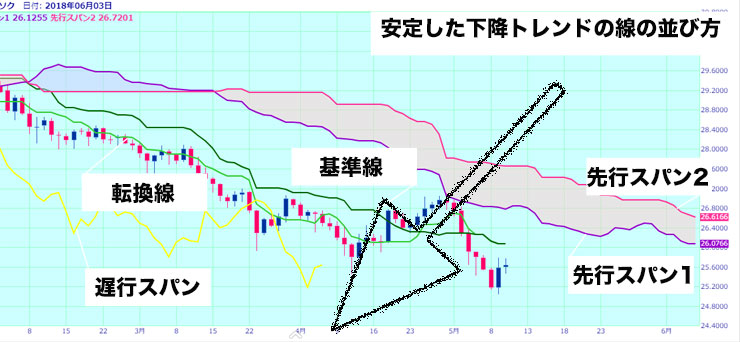 ソク 日付: 2018年06月03日
ン1 26.1255 先行スパン2 26.7201
安定した下降トレンドの線の並び方
29.6000
29.2000
28.8000
28.4000
28.0000
27.6000
27.2000
先行スパン2
26.8000
26.6166
26.0766
先行スパン1
25.6000
25.2000
24.8000
24.4000
基準線
転換線
遅行スパン
8 15 22 3月 8 15 22 4月 16 23 5月 8 13 18 23 6月